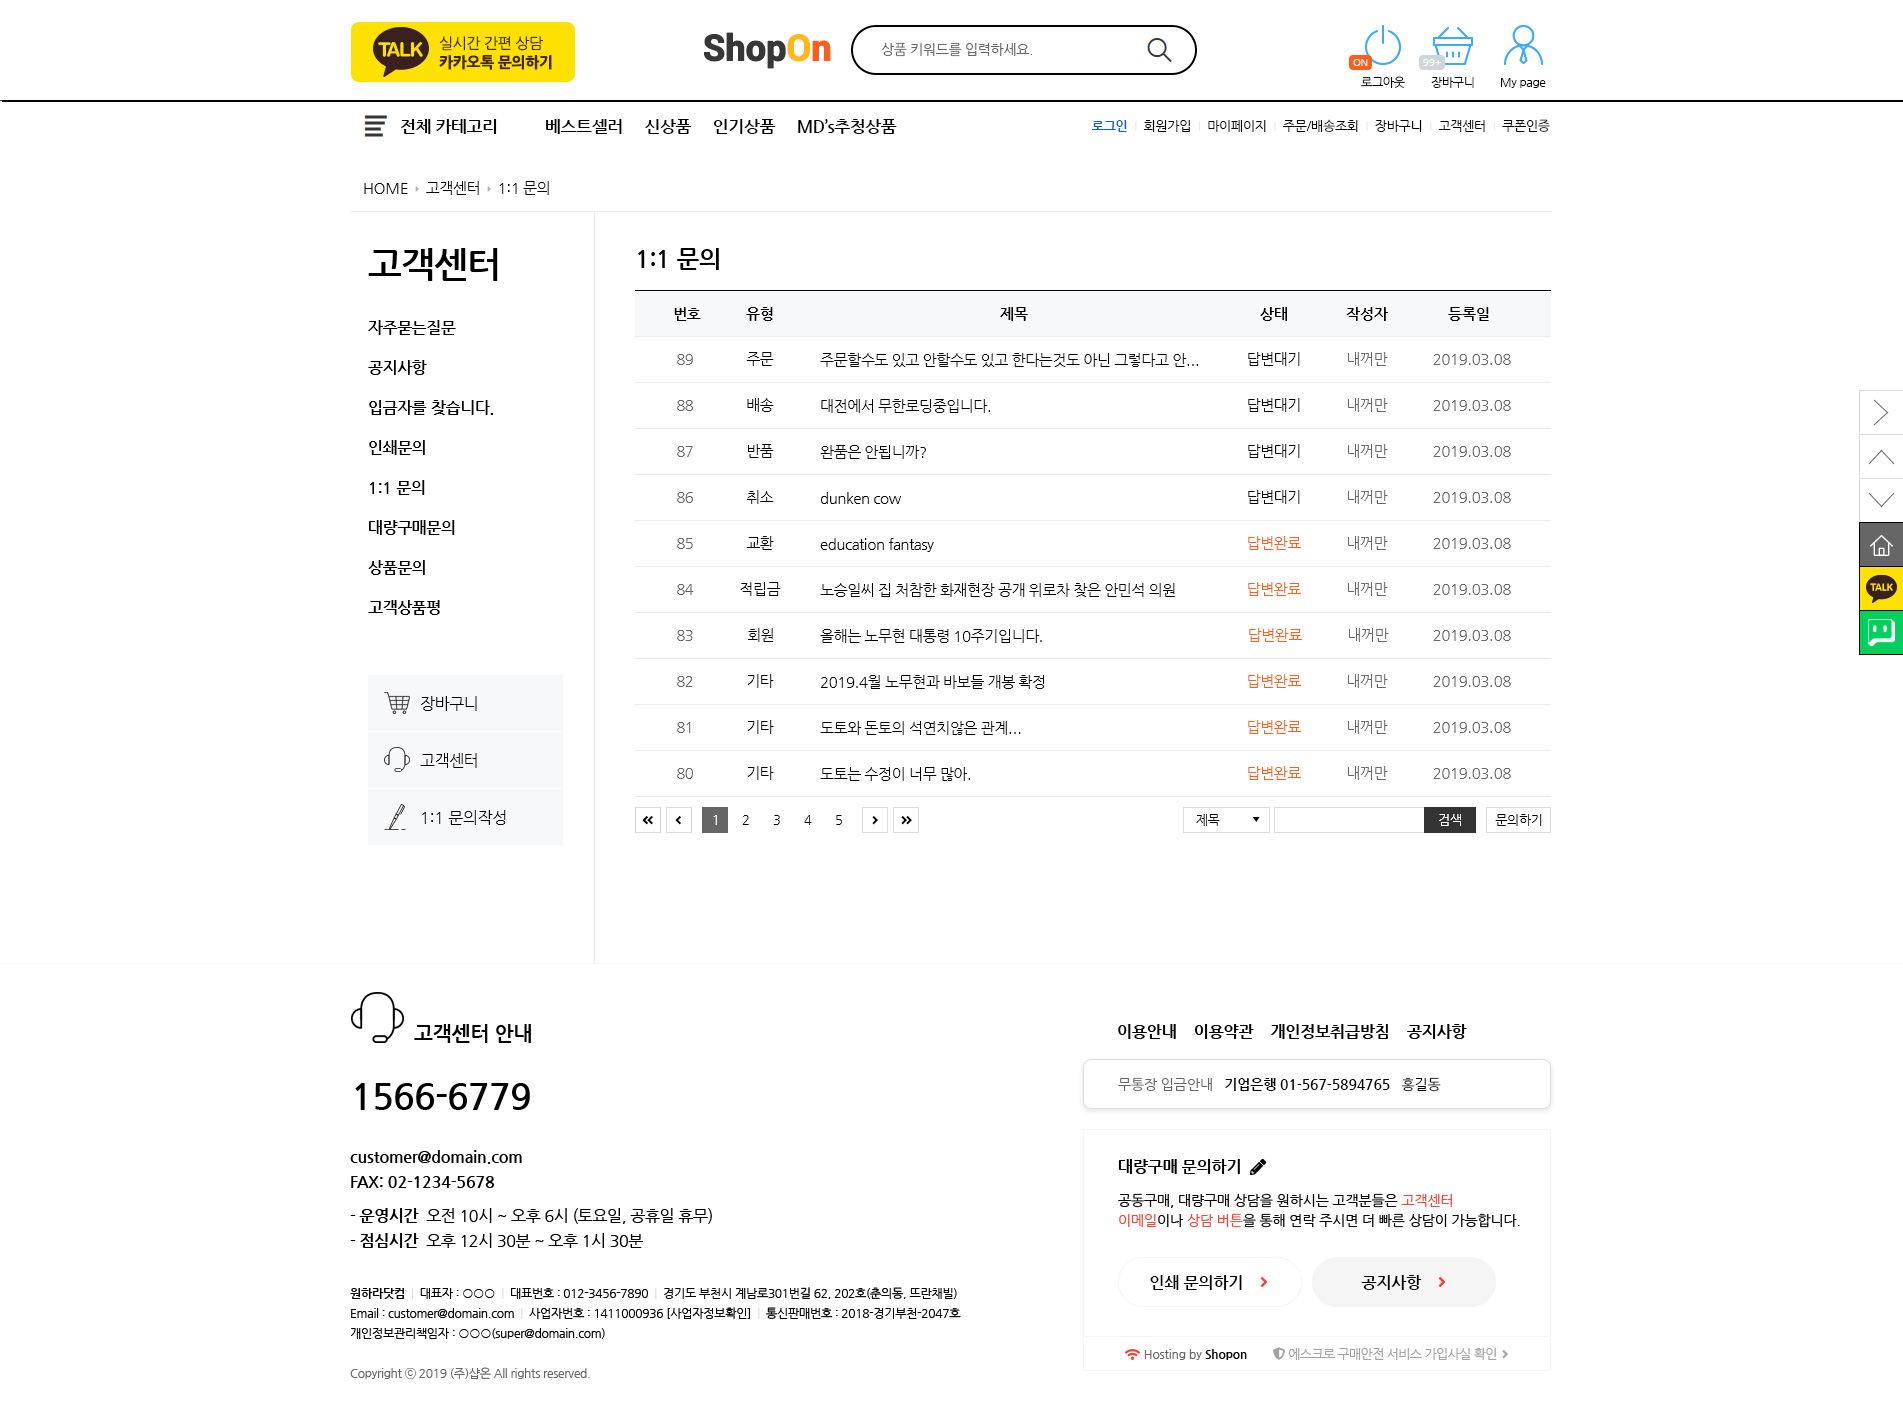 TALK 실시간 간편 상담
카카오톡 문의하기
ShopOn
상품 키워드를 입력하세요.
ON 99+
로그아웃 장바구니 My page
전체 카테고리 베스트셀러 신상품 인기상품 MD's추청상품
로그인 회원가입 마이페이지 주문/배송조회 장바구니 고객센터 쿠폰인증
HOME 고객센터 1:1 문의
고객센터
자주묻는질문
공지사항
입금자를 찾습니다.
인쇄문의
1:1 문의
대량구매문의
상품문의
고객상품평
장바구니
고객센터
1:1 문의작성
1:1 문의
번호 유형 제목 상태 작성자 등록일
89 주문 주문할수도 있고 안할수도 있고 한다는것도 아닌 그렇다고 안... 답변대기 내꺼만 2019.03.08
88 배송 대전에서 무한로딩중입니다. 답변대기 내꺼만 2019.03.08
87 반품 완품은 안됩니까? 답변대기 내꺼만 2019.03.08
86 취소 dunken cow 답변대기 내꺼만 2019.03.08
85 교환 education fantasy 답변완료 내꺼만 2019.03.08
84 적립금 노승일씨 집 처참한 화재현장 공개 위로차 찾은 안민석 의원 답변완료 내꺼만 2019.03.08
83 회원 올해는 노무현 대통령 10주기입니다. 답변완료 내꺼만 2019.03.08
82 기타 2019.4월 노무현과 바보들 개봉 확정 답변완료 내꺼만 2019.03.08
81 기타 도토와 돈토의 석연치않은 관계... 답변완료 내꺼만 2019.03.08
80 기타 도토는 수정이 너무 많아. 답변완료 내꺼만 2019.03.08
1 2 3 4 5 제목 검색 문의하기
TALK
고객센터 안내
1566-6779
customer@domain.com
FAX: 02-1234-5678
- 운영시간 오전 10시 ~ 오후 6시 (토요일, 공휴일 휴무)
- 점심시간 오후 12시 30분 ~ 오후 1시 30분
원하라닷컴 | 대표자 : ○○○ | 대표번호 : 012-3456-7890 | 경기도 부천시 계남로301번길 62, 202호(춘의동, 뜨란채빌)
Email : customer@domain.com | 사업자번호 : 1411000936 [사업자정보확인] | 통신판매번호 : 2018-경기부천-2047호
개인정보관리책임자 : ○○○(super@domain.com)
Copyright ⓒ 2019 (주)샵온 All rights reserved.
이용안내 이용약관 개인정보취급방침 공지사항
무통장 입금안내 기업은행 01-567-5894765 홍길동
대량구매 문의하기
공동구매, 대량구매 상담을 원하시는 고객분들은 고객센터
이메일이나 상담 버튼을 통해 연락 주시면 더 빠른 상담이 가능합니다.
인쇄 문의하기 공지사항
Hosting by Shopon 에스크로 구매안전 서비스 가입사실 확인